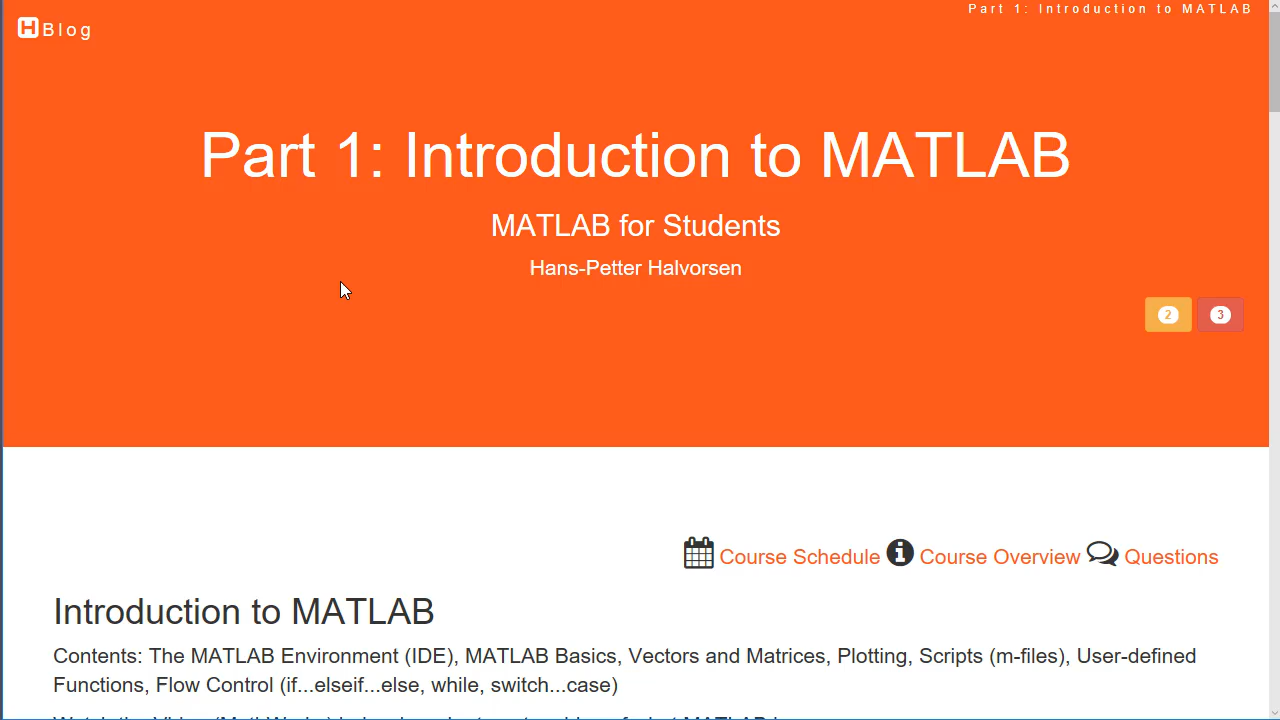 Part 1: Introduction to MATLAB
H Blog
Part 1: Introduction to MATLAB
MATLAB for Students
Hans-Petter Halvorsen
2 3
Course Schedule Course Overview Questions
Introduction to MATLAB
Contents: The MATLAB Environment (IDE), MATLAB Basics, Vectors and Matrices, Plotting, Scripts (m-files), User-defined
Functions, Flow Control (if...elseif...else, while, switch...case)